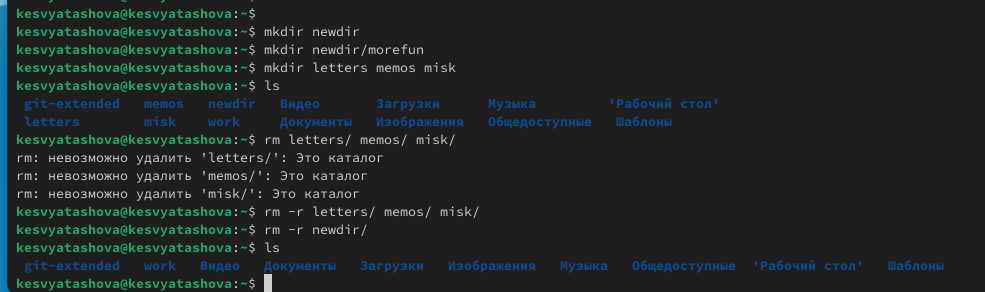 kesvyatashova@kesvyatashova:~$
kesvyatashova@kesvyatashova:~$ mkdir newdir
kesvyatashova@kesvyatashova:~$ mkdir newdir/morefun
kesvyatashova@kesvyatashova:~$ mkdir letters memos misk
kesvyatashova@kesvyatashova:~$ ls
git-extended memos newdir Видео Загрузки Музыка 'Рабочий стол'
letters misk work Документы Изображения Общедоступные Шаблоны
kesvyatashova@kesvyatashova:~$ rm letters/ memos/ misk/
rm: невозможно удалить 'letters/': Это каталог
rm: невозможно удалить 'memos/': Это каталог
rm: невозможно удалить 'misk/': Это каталог
kesvyatashova@kesvyatashova:~$ rm -r letters/ memos/ misk/
kesvyatashova@kesvyatashova:~$ rm -r newdir/
kesvyatashova@kesvyatashova:~$ ls
git-extended work Видео Документы Загрузки Изображения Музыка Общедоступные 'Рабочий стол' Шаблоны
kesvyatashova@kesvyatashova:~$